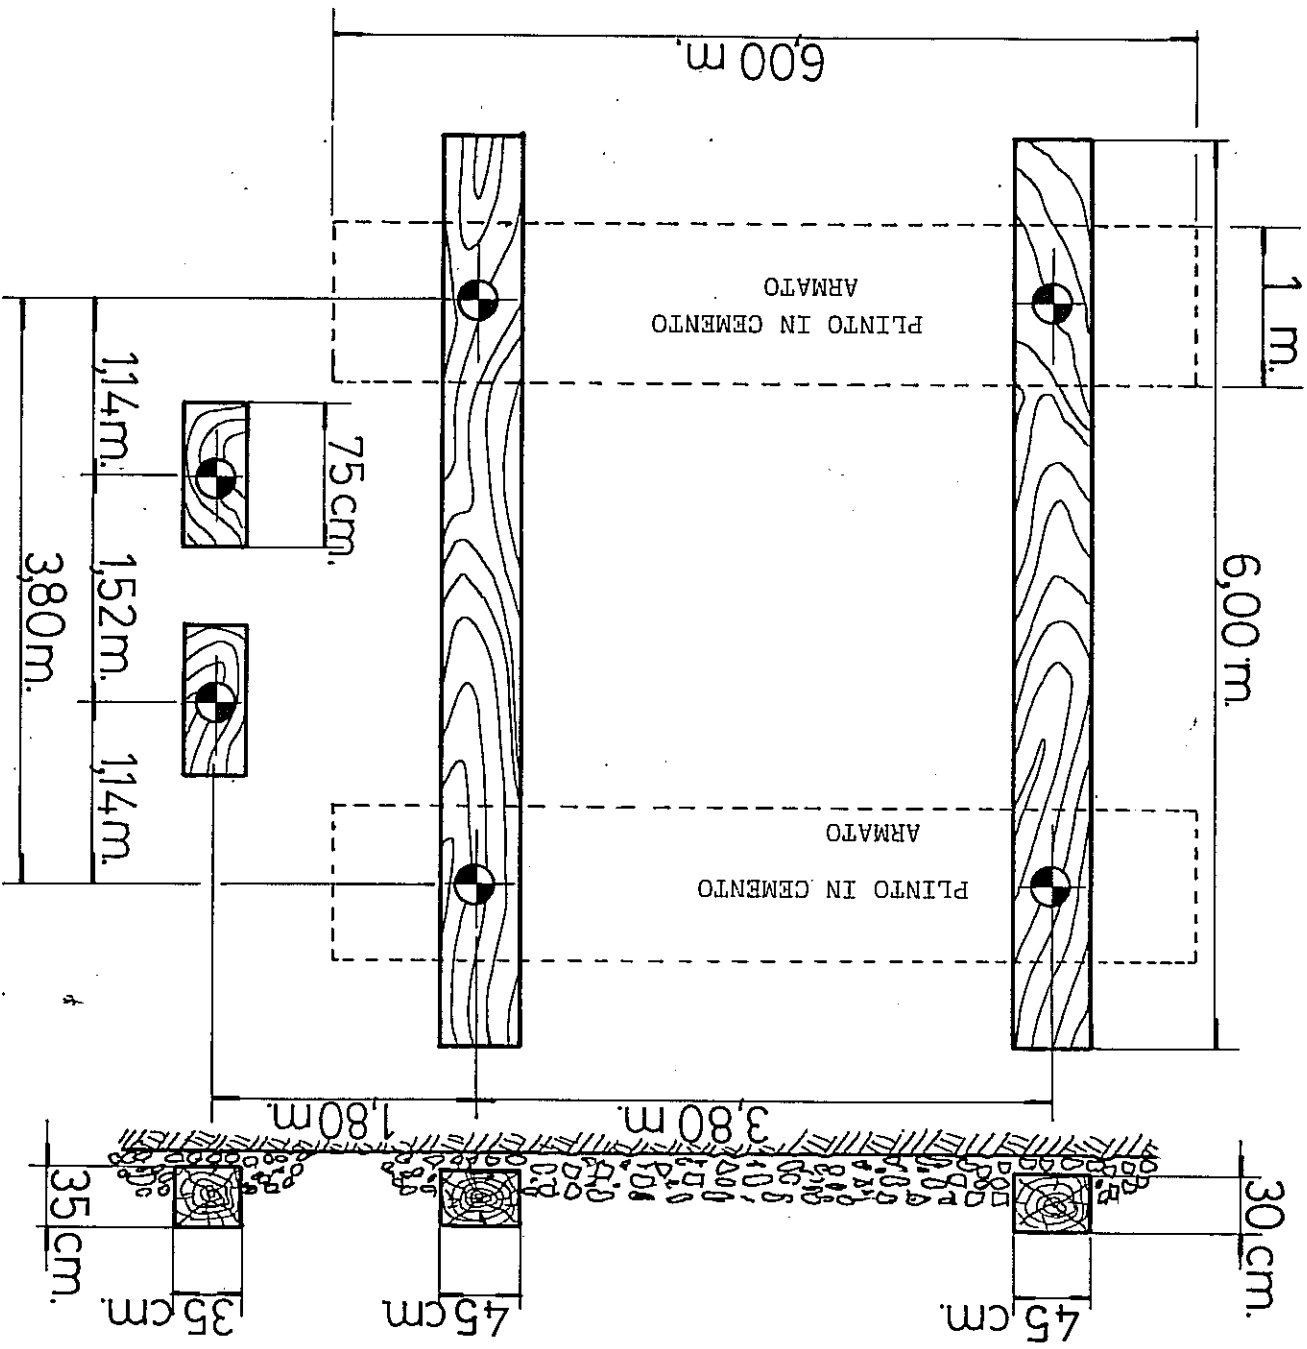 45 cm.
45 cm.
35 cm.
30 cm.
35 cm.
3,80 m.
1,80 m.
PLINTO IN CEMENTO
ARMATO
PLINTO IN CEMENTO
ARMATO
6,00 m.
1,14 m.
1,52 m.
1,14 m.
3,80 m.
75 cm.
1 m.
6,00 m.